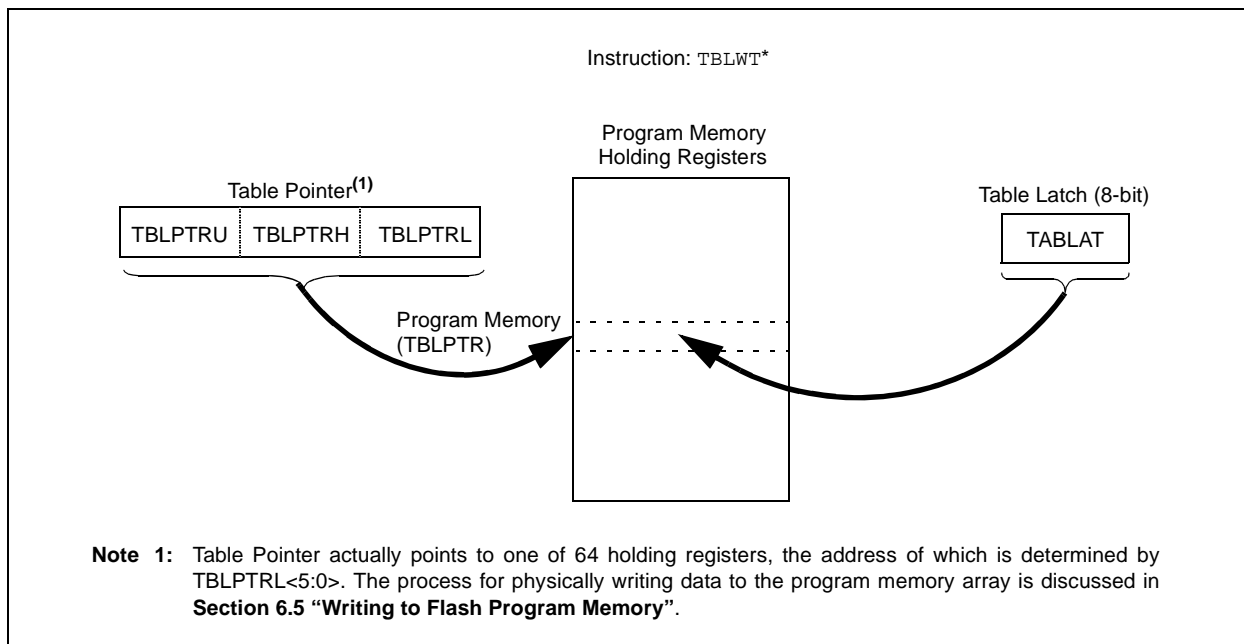 Instruction: TBLWT*
Program Memory
Holding Registers
Table Pointer(1)
Table Latch (8-bit)
TBLPTRU TBLPTRH TBLPTRL
TABLAT
Program Memory
(TBLPTR)
Note 1: Table Pointer actually points to one of 64 holding registers, the address of which is determined by
TBLPTRL<5:0>. The process for physically writing data to the program memory array is discussed in
Section 6.5 “Writing to Flash Program Memory”.